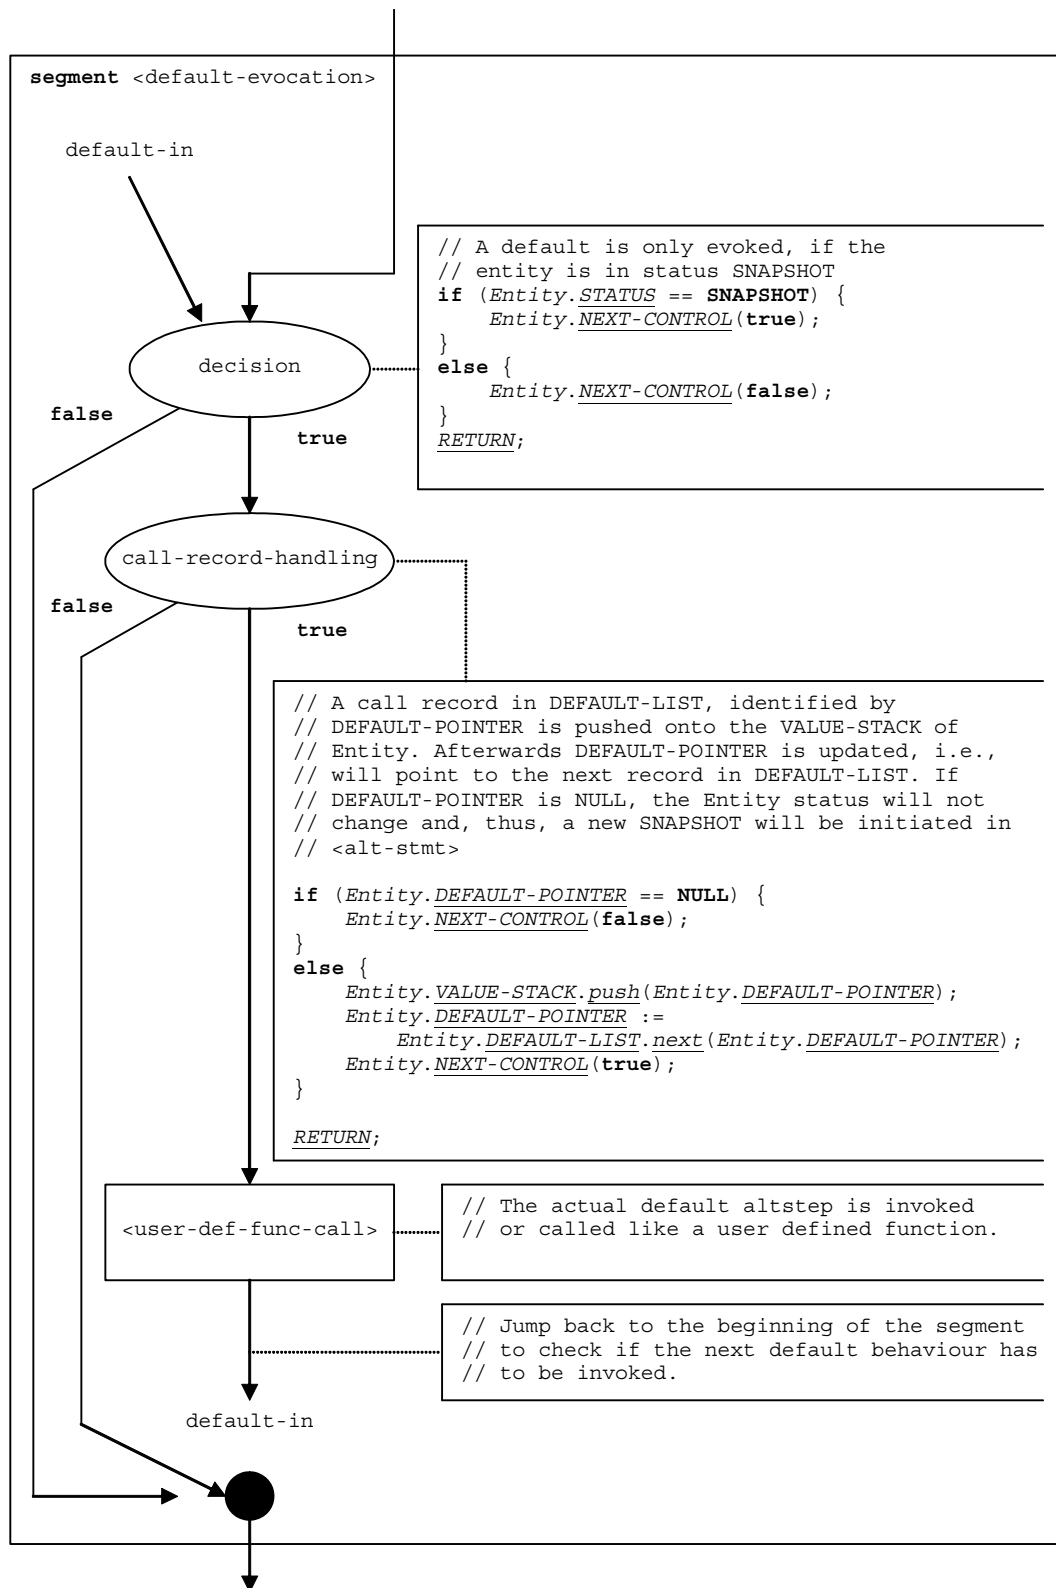 segment <default-evocation>
default-in
// A default is only evoked, if the
// entity is in status SNAPSHOT
if (Entity.STATUS == SNAPSHOT) {
Entity.NEXT-CONTROL(true);
}
else {
Entity.NEXT-CONTROL(false);
}
RETURN;
decision
false
true
call-record-handling
false
true
// A call record in DEFAULT-LIST, identified by
// DEFAULT-POINTER is pushed onto the VALUE-STACK of
// Entity. Afterwards DEFAULT-POINTER is updated, i.e.,
// will point to the next record in DEFAULT-LIST. If
// DEFAULT-POINTER is NULL, the Entity status will not
// change and, thus, a new SNAPSHOT will be initiated in
// <alt-stmt>
if (Entity.DEFAULT-POINTER == NULL) {
Entity.NEXT-CONTROL(false);
}
else {
Entity.VALUE-STACK.push(Entity.DEFAULT-POINTER);
Entity.DEFAULT-POINTER :=
Entity.DEFAULT-LIST.next(Entity.DEFAULT-POINTER);
Entity.NEXT-CONTROL(true);
}
RETURN;
<user-def-func-call>
// The actual default altstep is invoked
// or called like a user defined function.
// Jump back to the beginning of the segment
// to check if the next default behaviour has
// to be invoked.
default-in